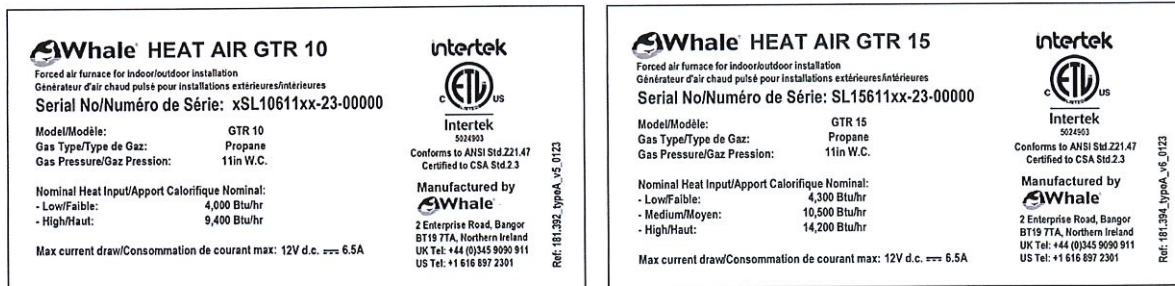 Whale® HEAT AIR GTR 10
Forced air furnace for indoor/outdoor installation
Générateur d'air chaud pulsé pour installations extérieures/intérieures
Serial No/Numéro de Série: xSL10611xx-23-00000
Model/Modèle: GTR 10
Gas Type/Type de Gaz: Propane
Gas Pressure/Gaz Pression: 11in W.C.
Nominal Heat Input/Apport Calorifique Nominal:
- Low/Faible: 4,000 Btu/hr
- High/Haut: 9,400 Btu/hr
Max current draw/Consommation de courant max: 12V d.c. 6.5A
intertek
ETL
C US
LISTED
Intertek
5024903
Conforms to ANSI Std.Z21.47
Certified to CSA Std.2.3
Manufactured by
Whale®
2 Enterprise Road, Bangor
BT19 7TA, Northern Ireland
UK Tel: +44 (0)345 9090 911
US Tel: +1 616 897 2301
Ref: 181.392_typeA_v5_0123
Whale® HEAT AIR GTR 15
Forced air furnace for indoor/outdoor installation
Générateur d'air chaud pulsé pour installations extérieures/intérieures
Serial No/Numéro de Série: SL15611xx-23-00000
Model/Modèle: GTR 15
Gas Type/Type de Gaz: Propane
Gas Pressure/Gaz Pression: 11in W.C.
Nominal Heat Input/Apport Calorifique Nominal:
- Low/Faible: 4,300 Btu/hr
- Medium/Moyen: 10,500 Btu/hr
- High/Haut: 14,200 Btu/hr
Max current draw/Consommation de courant max: 12V d.c. 6.5A
intertek
ETL
C US
LISTED
Intertek
5024903
Conforms to ANSI Std.Z21.47
Certified to CSA Std.2.3
Manufactured by
Whale®
2 Enterprise Road, Bangor
BT19 7TA, Northern Ireland
UK Tel: +44 (0)345 9090 911
US Tel: +1 616 897 2301
Ref: 181.394_typeA_v6_0123